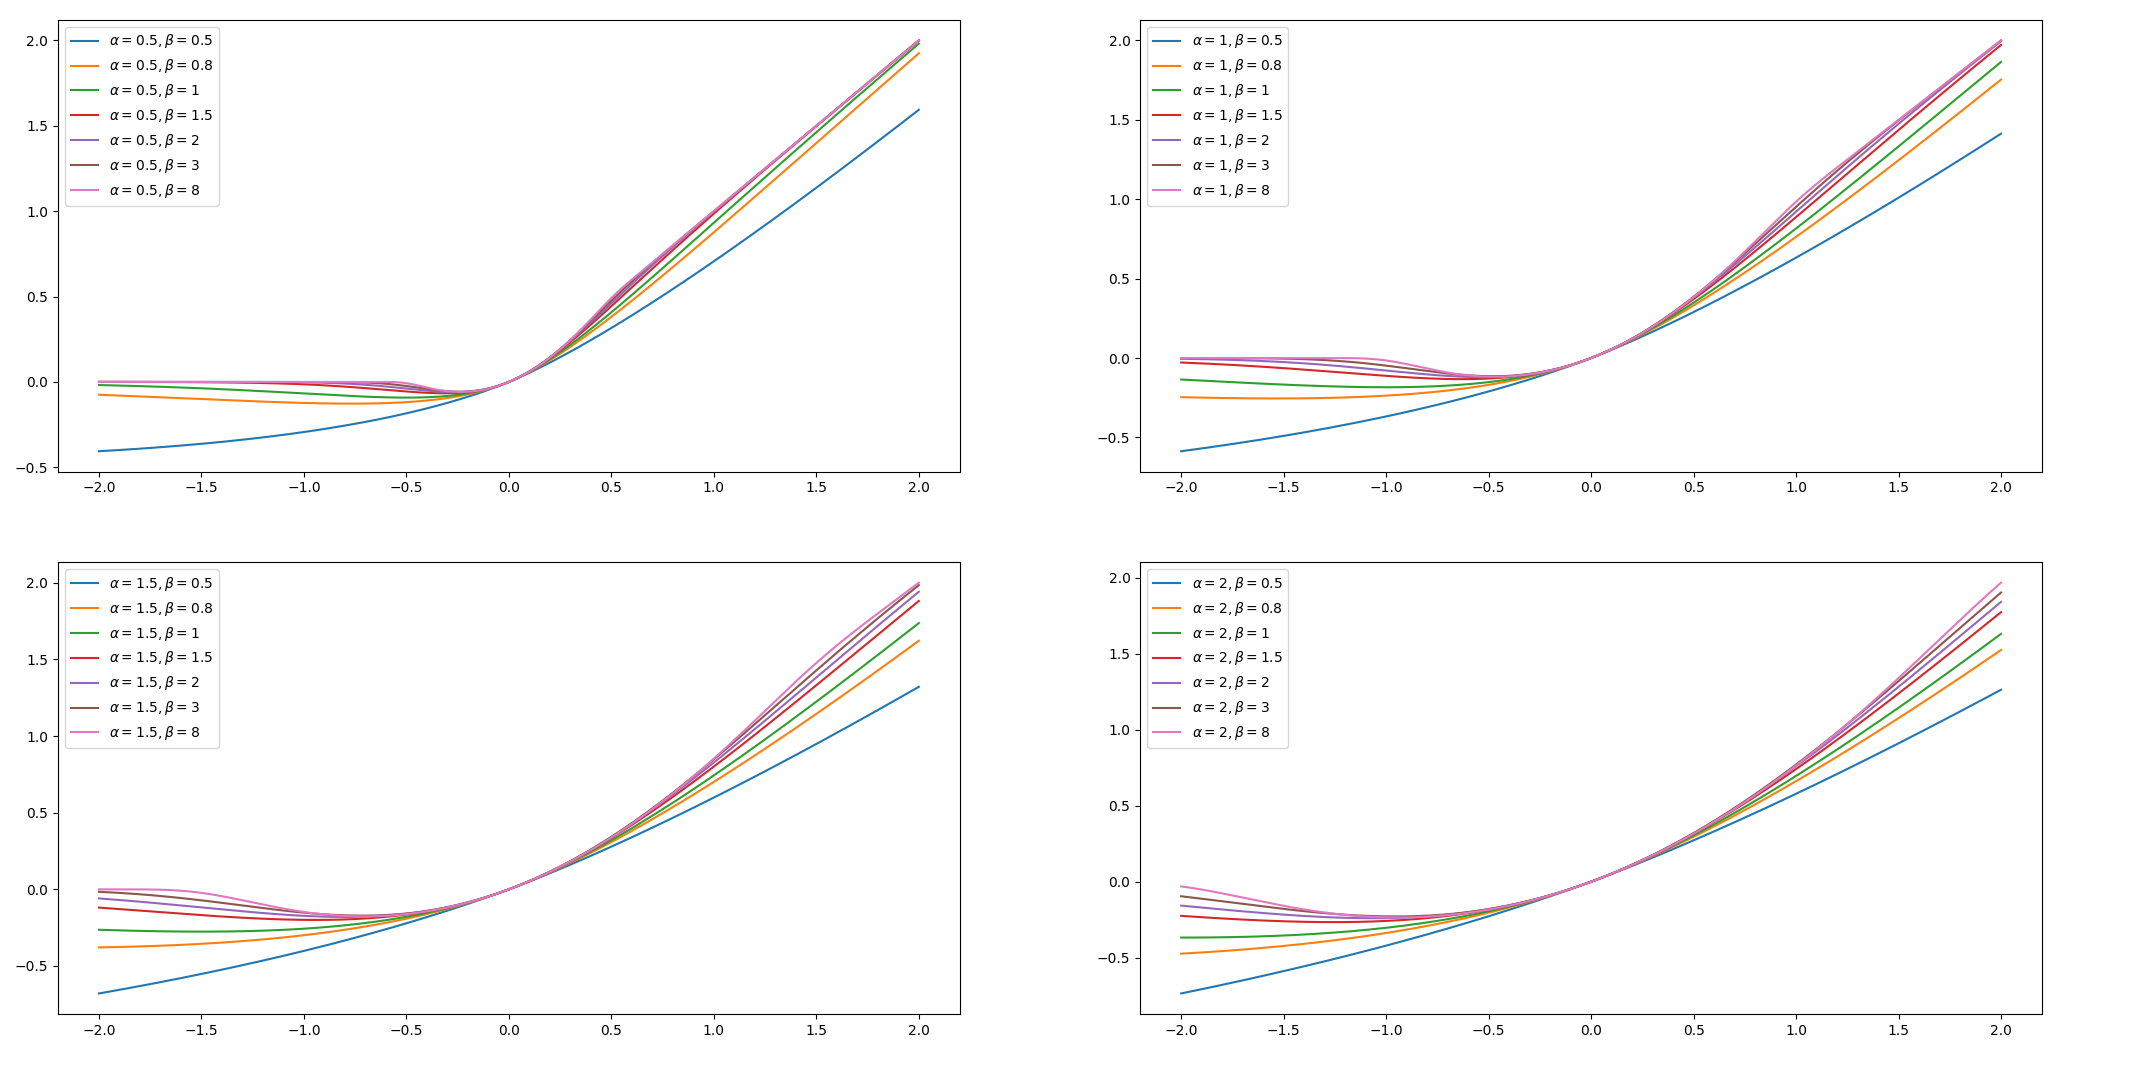 2.0
1.5
1.0
0.5
0.0
−0.5
α = 0.5, β = 0.5
α = 0.5, β = 0.8
α = 0.5, β = 1
α = 0.5, β = 1.5
α = 0.5, β = 2
α = 0.5, β = 3
α = 0.5, β = 8
−2.0 −1.5 −1.0 −0.5 0.0 0.5 1.0 1.5 2.0
2.0
1.5
1.0
0.5
0.0
−0.5
α = 1, β = 0.5
α = 1, β = 0.8
α = 1, β = 1
α = 1, β = 1.5
α = 1, β = 2
α = 1, β = 3
α = 1, β = 8
−2.0 −1.5 −1.0 −0.5 0.0 0.5 1.0 1.5 2.0
2.0
1.5
1.0
0.5
0.0
−0.5
α = 1.5, β = 0.5
α = 1.5, β = 0.8
α = 1.5, β = 1
α = 1.5, β = 1.5
α = 1.5, β = 2
α = 1.5, β = 3
α = 1.5, β = 8
−2.0 −1.5 −1.0 −0.5 0.0 0.5 1.0 1.5 2.0
2.0
1.5
1.0
0.5
0.0
−0.5
α = 2, β = 0.5
α = 2, β = 0.8
α = 2, β = 1
α = 2, β = 1.5
α = 2, β = 2
α = 2, β = 3
α = 2, β = 8
−2.0 −1.5 −1.0 −0.5 0.0 0.5 1.0 1.5 2.0